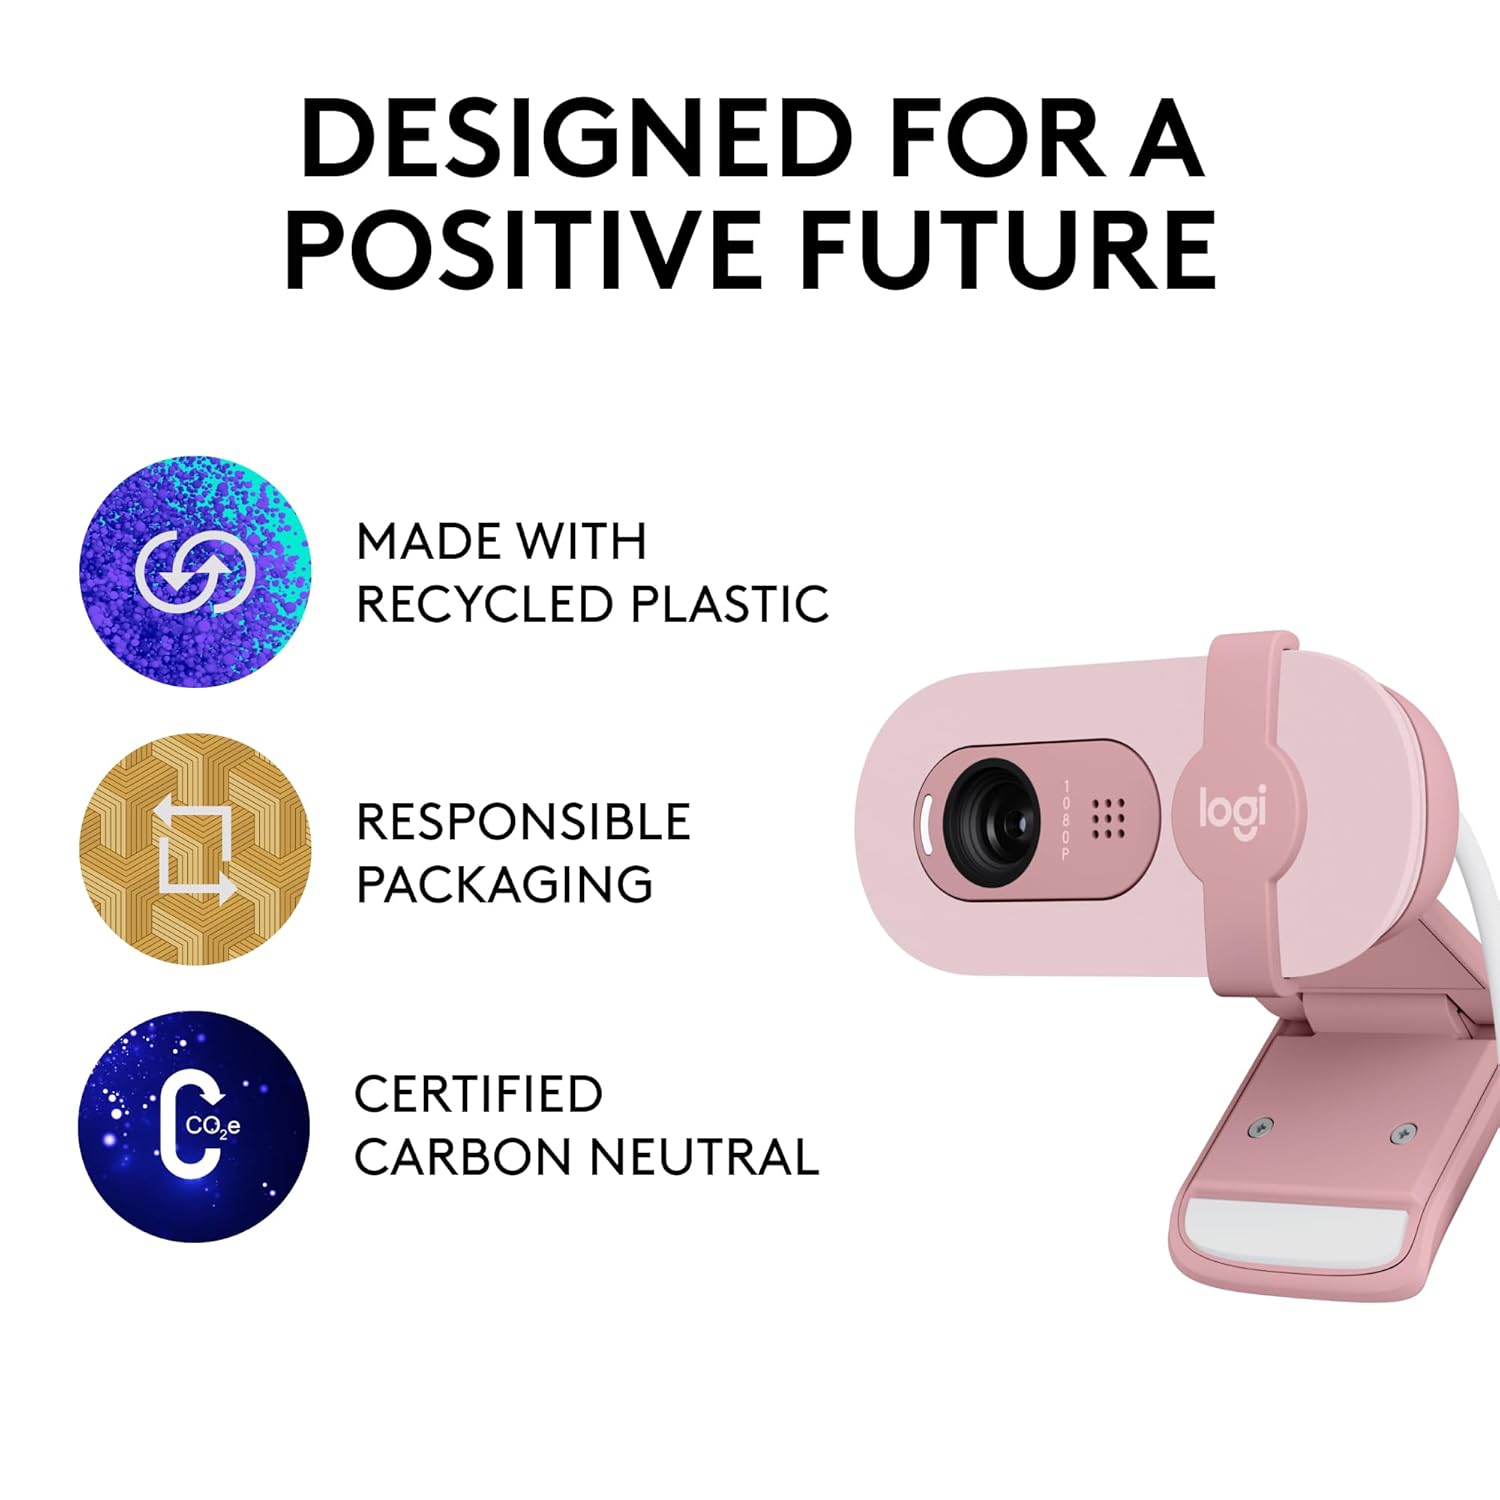 DESIGNED FOR A
POSITIVE FUTURE
MADE WITH
RECYCLED PLASTIC
RESPONSIBLE
PACKAGING
CO₂e
CERTIFIED
CARBON NEUTRAL
1080P
logi